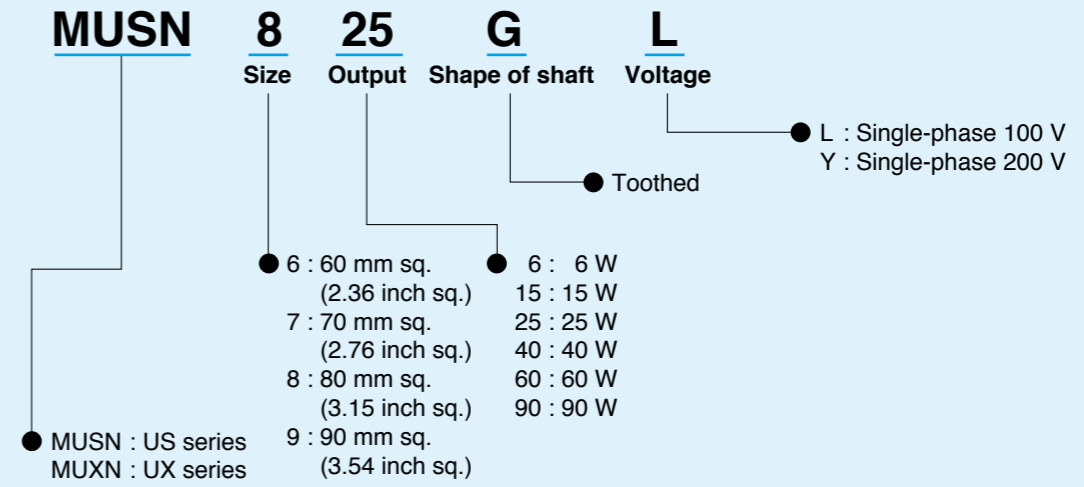 MUSN 8 25 G L
Size Output Shape of shaft Voltage
L : Single-phase 100 V
Y : Single-phase 200 V
Toothed
6 : 60 mm sq.
(2.36 inch sq.)
7 : 70 mm sq.
(2.76 inch sq.)
8 : 80 mm sq.
(3.15 inch sq.)
9 : 90 mm sq.
(3.54 inch sq.)
6 : 6 W
15 : 15 W
25 : 25 W
40 : 40 W
60 : 60 W
90 : 90 W
MUSN : US series
MUXN : UX series